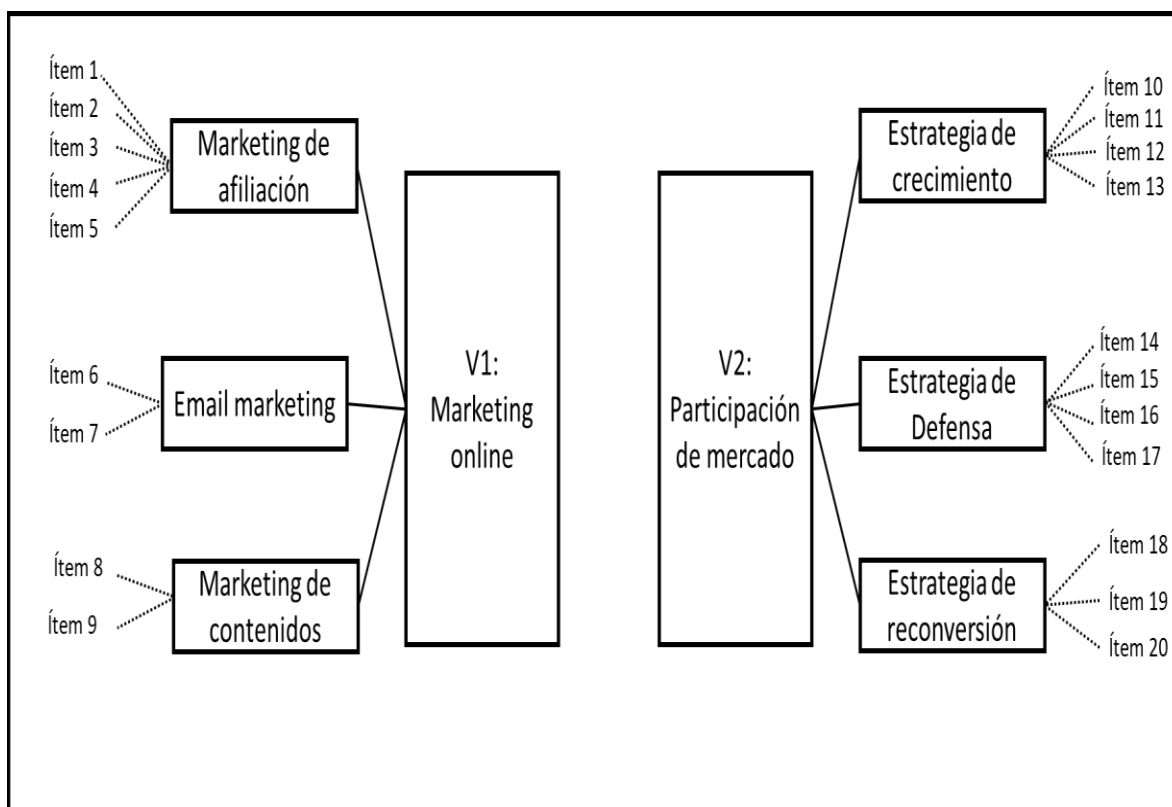 Ítem 1
Ítem 2
Ítem 3
Ítem 4
Ítem 5
Marketing de
afiliación
Ítem 6
Ítem 7
Email marketing
Ítem 8
Ítem 9
Marketing de
contenidos
V1:
Marketing
online
V2:
Participación
de mercado
Estrategia de
crecimiento
Ítem 10
Ítem 11
Ítem 12
Ítem 13
Estrategia de
Defensa
Ítem 14
Ítem 15
Ítem 16
Ítem 17
Estrategia de
reconversión
Ítem 18
Ítem 19
Ítem 20